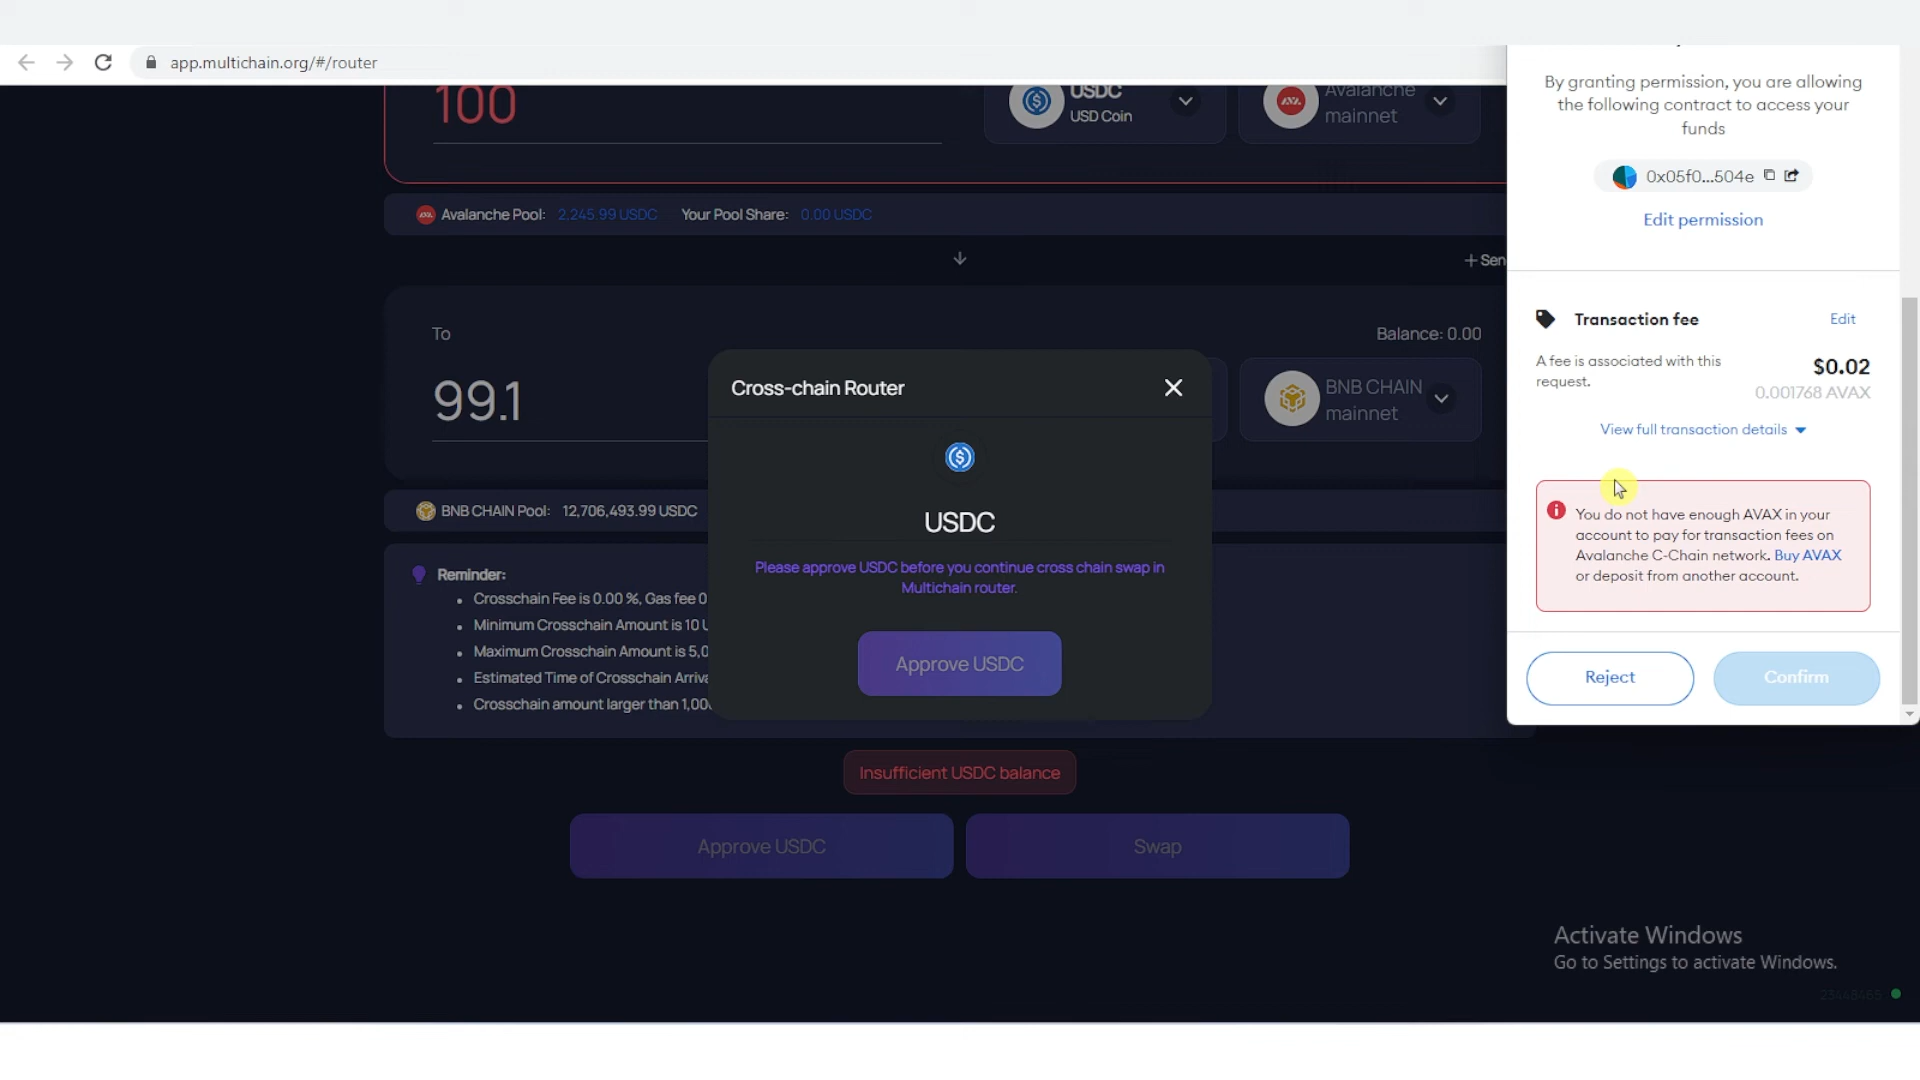 app.multichain.org/#/router
100
USDC
USD Coin
Avalanche
mainnet
Avalanche Pool: 2,245.99 USDC Your Pool Share: 0.00 USDC
To
Balance: 0.00
99.1
BNB CHAIN
mainnet
BNB CHAIN Pool: 12,706,493.99 USDC
Reminder:
Crosschain Fee is 0.00 %, Gas fee 0
Minimum Crosschain Amount is 10
Maximum Crosschain Amount is 5,0
Estimated Time of Crosschain
Crosschain amount larger than
Cross-chain Router
USDC
Please approve USDC before you continue cross chain swap in
Multichain router.
Approve USDC
Insufficient USDC balance
Approve USDC
Swap
By granting permission, you are allowing
the following contract to access your
funds
0x05f0...504e
Edit permission
Transaction fee
Edit
A fee is associated with this
request.
$0.02
0.001768 AVAX
View full transaction details
You do not have enough AVAX in your
account to pay for transaction fees on
Avalanche C-Chain network. Buy AVAX
or deposit from another account.
Reject
Confirm
Activate Windows
Go to Settings to activate Windows.